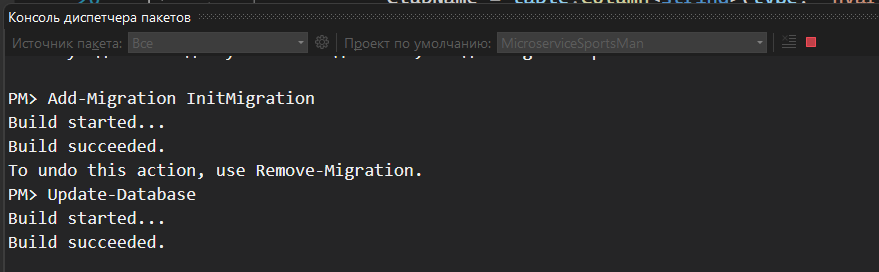 Консоль диспетчера пакетов
Источник пакета: Все
Проект по умолчанию: MicroserviceSportsMan
PM> Add-Migration InitMigration
Build started...
Build succeeded.
To undo this action, use Remove-Migration.
PM> Update-Database
Build started...
Build succeeded.